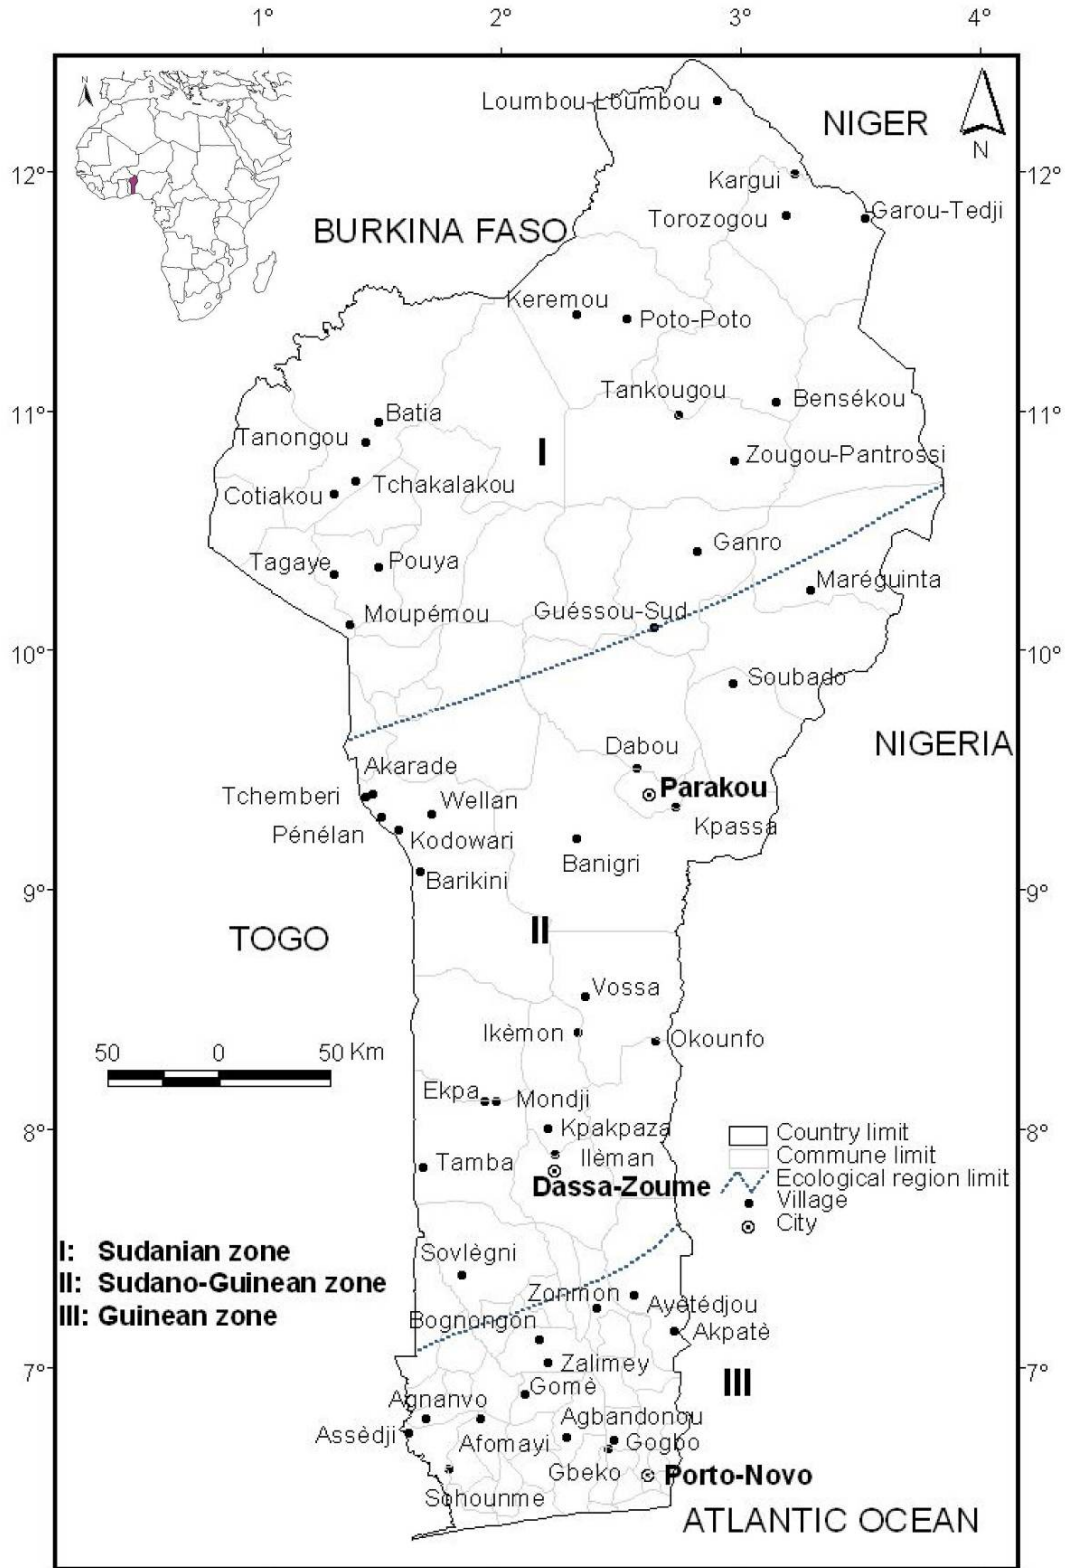 1°
2°
3°
4°
N
N
Loumbou-Loumbou
NIGER
12°
12°
Kargui
Torozogou
Garou-Tedji
BURKINA FASO
Keremou
Poto-Poto
Tankougou
Bensékou
11°
11°
Batia
Tanongou
I
Zougou-Pantrossi
Tchakalakou
Cotiakou
Ganro
Tagaye
Pouya
Maréguinta
Moupémou
Guéssou-Sud
10°
10°
Soubado
NIGERIA
Dabou
Akarade
Parakou
Tchemberi
Wellan
Kpassa
Pénélan
Kodowari
Banigri
Barikini
9°
9°
TOGO
II
Vossa
Ikèmon
Okounfo
50 0 50 Km
Ekpa
Mondji
Kpakpaza
8°
8°
Country limit
Ilèman
Commune limit
Tamba
Ecological region limit
Dassa-Zoume
Village
City
I: Sudanian zone
Sovlègni
II: Sudano-Guinean zone
Zonmon
Ayétédjou
III: Guinean zone
Bognongon
Akpatè
7°
7°
Zalimey
III
Gomè
Agnanvo
Agbandonou
Assèdji
Afomayi
Gogbo
Gbeko
Porto-Novo
Sohounme
ATLANTIC OCEAN